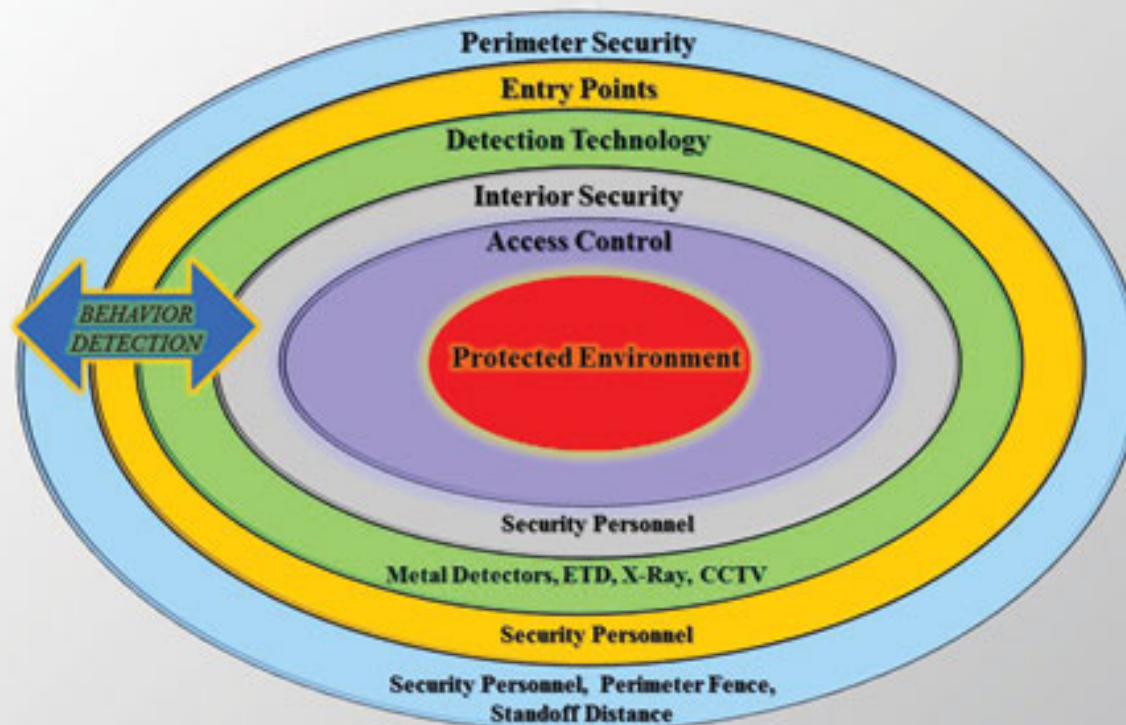 Perimeter Security
Entry Points
Detection Technology
Interior Security
Access Control
BEHAVIOR
DETECTION
Protected Environment
Security Personnel
Metal Detectors, ETD, X-Ray, CCTV
Security Personnel
Security Personnel, Perimeter Fence,
Standoff Distance